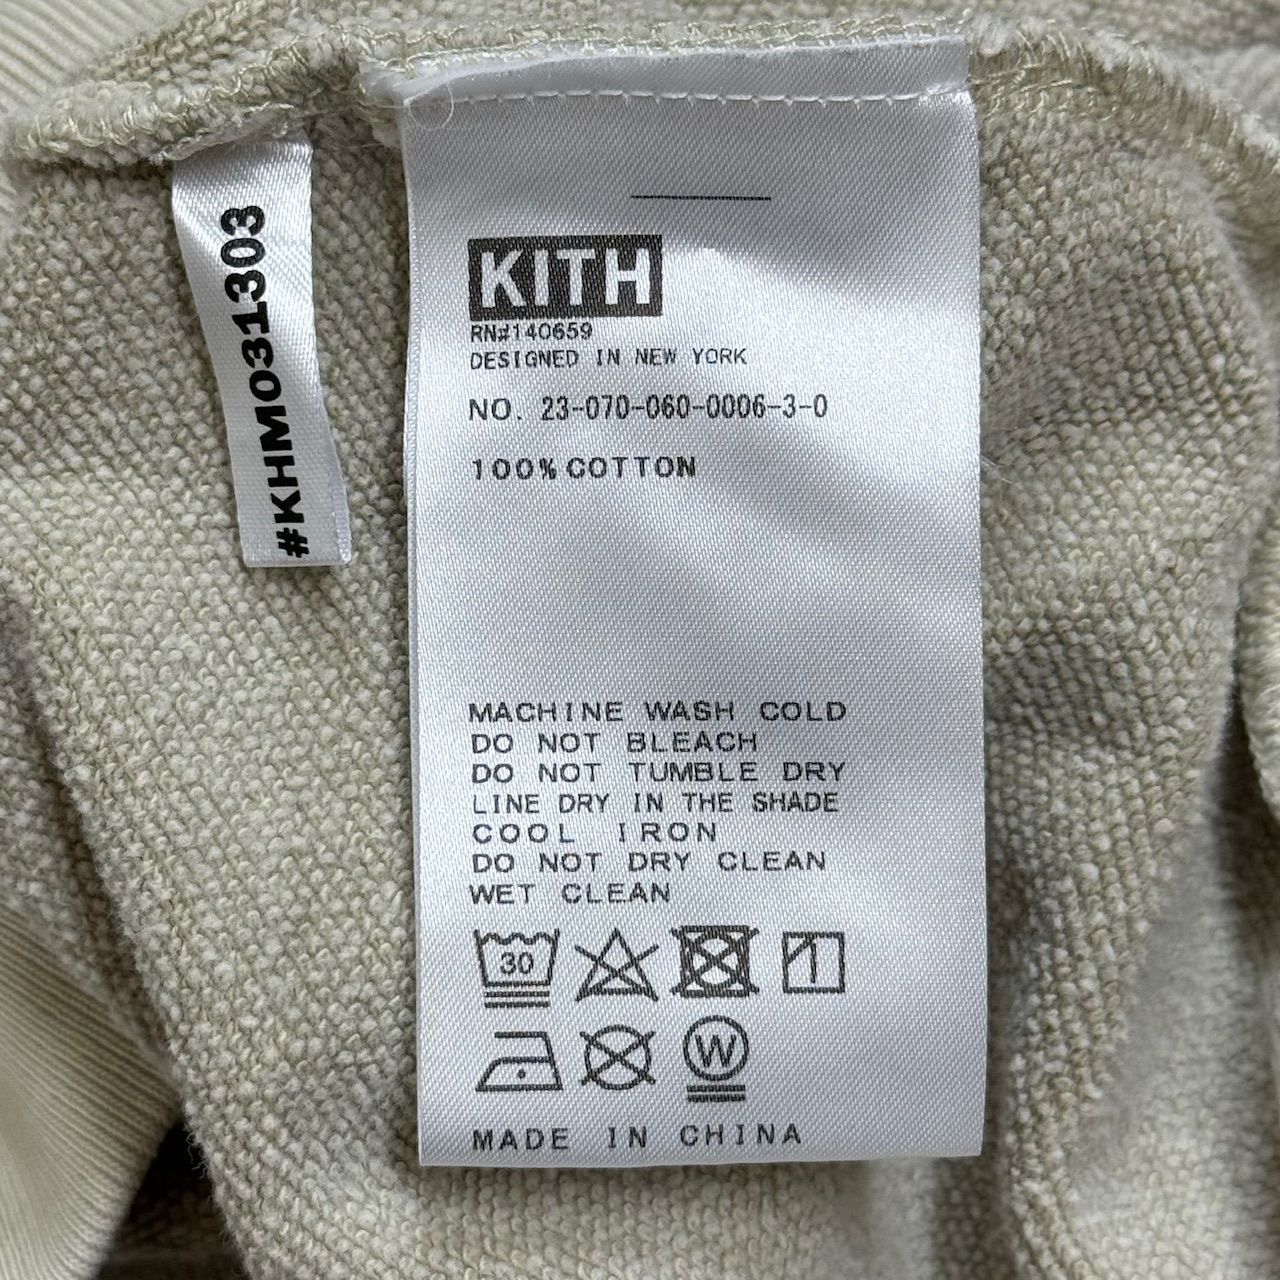 #KHM031303
KITH
RN#140659
DESIGNED IN NEW YORK
NO. 23-070-060-0006-3-0
100% COTTON
MACHINE WASH COLD
DO NOT BLEACH
DO NOT TUMBLE DRY
LINE DRY IN THE SHADE
COOL IRON
DO NOT DRY CLEAN
WET CLEAN
30
W
MADE IN CHINA